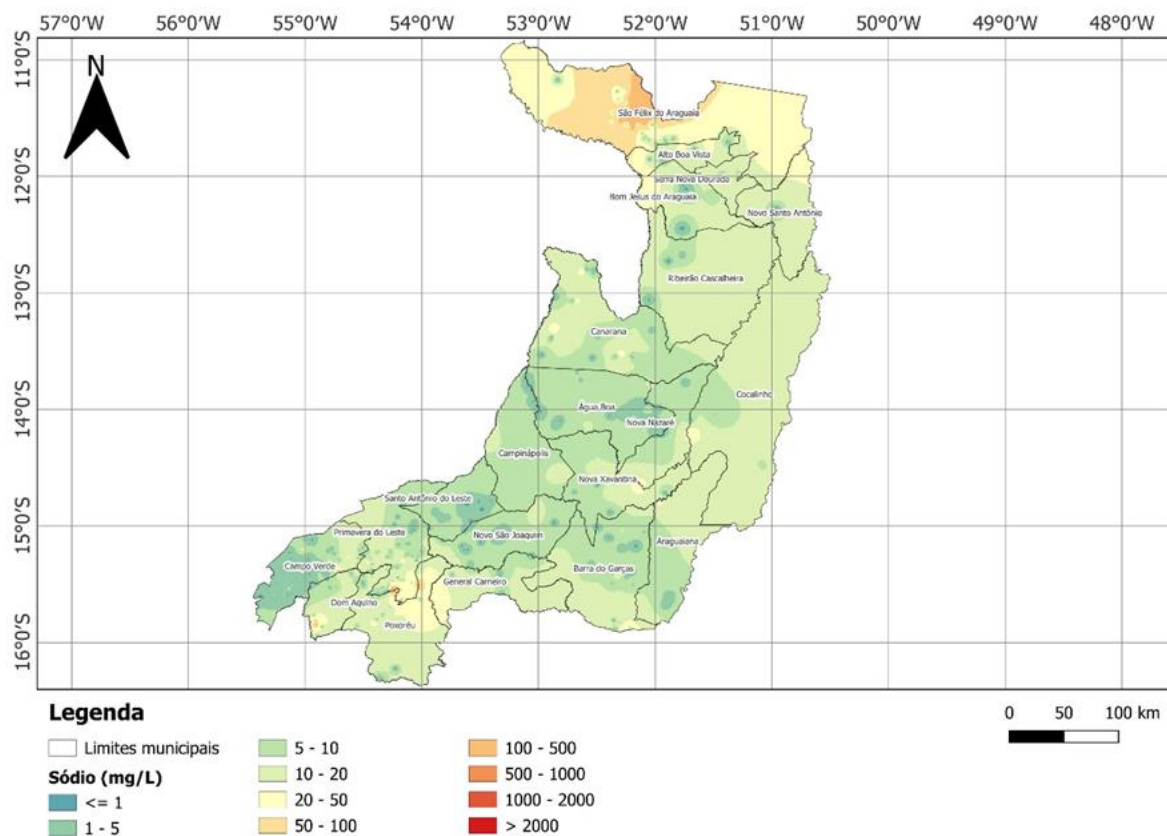 57°0'W 56°0'W 55°0'W 54°0'W 53°0'W 52°0'W 51°0'W 50°0'W 49°0'W 48°0'W
11°0'S
N
São Félix do Araguaia
Alto Boa Vista
12°0'S
Serra Nova Dourada
Bom Jesus do Araguaia
Novo Santo Antônio
Ribeirão Cascalheira
13°0'S
Canarana
Cocalinho
14°0'S
Água Boa
Nova Nazaré
Campinápolis
Nova Xavantina
Santo Antônio do Leste
15°0'S
Primavera do Leste
Novo São Joaquim
Araguaiana
Campo Verde
Barra do Garças
General Carneiro
Dom Aquino
Poxoréu
16°0'S
Legenda
Limites municipais
Sódio (mg/L)
<= 1
1 - 5
5 - 10
10 - 20
20 - 50
50 - 100
100 - 500
500 - 1000
1000 - 2000
> 2000
0 50 100 km